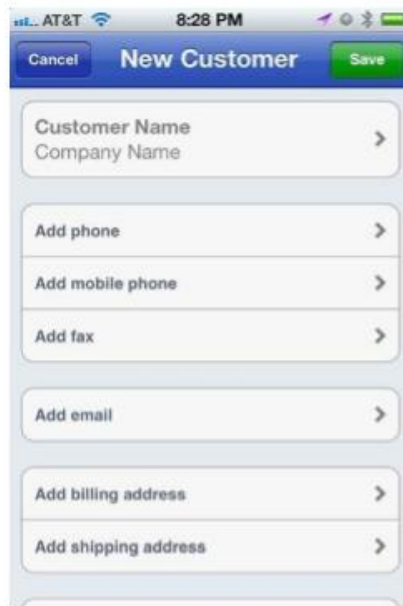 AT&T 8:28 PM
Cancel New Customer Save
Customer Name
Company Name
Add phone
Add mobile phone
Add fax
Add email
Add billing address
Add shipping address